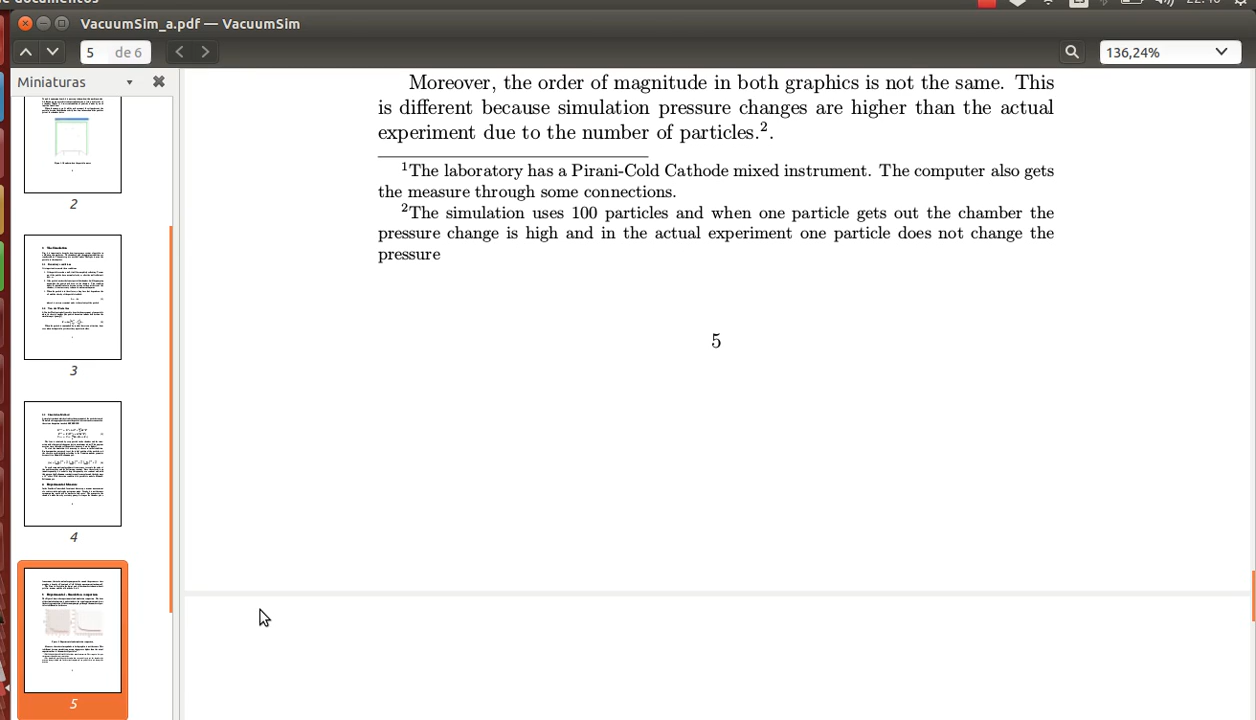 VacuumSim_a.pdf — VacuumSim
5 de 6
136,24%
Miniaturas
2
3
4
5
Moreover, the order of magnitude in both graphics is not the same. This
is different because simulation pressure changes are higher than the actual
experiment due to the number of particles.².
¹The laboratory has a Pirani-Cold Cathode mixed instrument. The computer also gets
the measure through some connections.
²The simulation uses 100 particles and when one particle gets out the chamber the
pressure change is high and in the actual experiment one particle does not change the
pressure
5